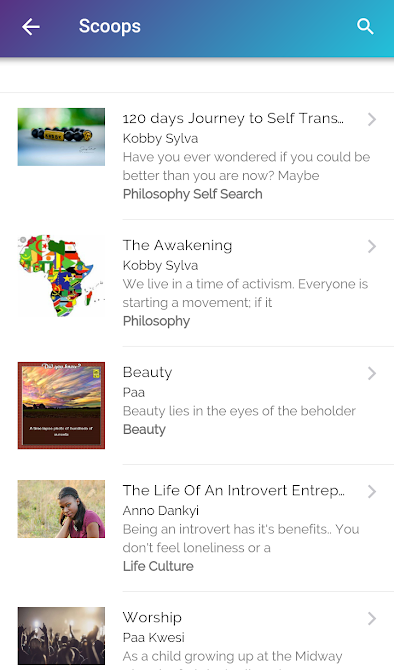 Scoops
120 days Journey to Self Trans...
Kobby Sylva
Have you ever wondered if you could be
better than you are now? Maybe
Philosophy Self Search
The Awakening
Kobby Sylva
We live in a time of activism. Everyone is
starting a movement; if it
Philosophy
Did you know?
A time lapse photo of hundreds of
sunsets
Beauty
Paa
Beauty lies in the eyes of the beholder
Beauty
The Life Of An Introvert Entrep...
Anno Dankyi
Being an introvert has it's benefits.. You
don't feel loneliness or a
Life Culture
Worship
Paa Kwesi
As a child growing up at the Midway